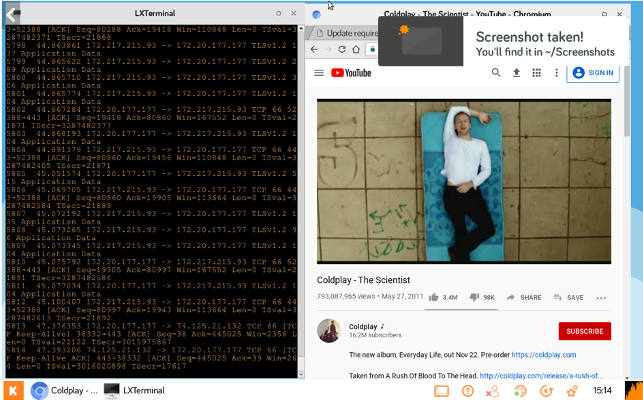 LXTerminal
3-52388 [ACK] Seq=80288 Ack=19418 Win=110848 Len=0 TSval=3
287482371 TSecr=21868
5798 44.863861 172.217.215.93 -> 172.20.177.177 TLSv1.2 1
37 Application Data
5799 44.865622 172.217.215.93 -> 172.20.177.177 TLSv1.2 2
89 Application Data
5800 44.865710 172.217.215.93 -> 172.20.177.177 TLSv1.2 3
06 Application Data
5801 44.865774 172.217.215.93 -> 172.20.177.177 TLSv1.2 1
04 Application Data
5802 44.867284 172.20.177.177 -> 172.217.215.93 TCP 66 52
388→443 [ACK] Seq=19418 Ack=80860 Win=167552 Len=0 TSval=2
1871 TSecr=3287482377
5803 44.868193 172.20.177.177 -> 172.217.215.93 TLSv1.2 1
04 Application Data
5804 44.891379 172.217.215.93 -> 172.20.177.177 TCP 66 44
3-52388 [ACK] Seq=80860 Ack=19456 Win=110848 Len=0 TSval=3
287482405 TSecr=21871
5805 45.051574 172.20.177.177 -> 172.217.215.93 TLSv1.2 5
15 Application Data
5806 45.069705 172.217.215.93 -> 172.20.177.177 TCP 66 44
3-52388 [ACK] Seq=80860 Ack=19905 Win=113664 Len=0 TSval=3
287482584 TSecr=21889
5807 45.072192 172.217.215.93 -> 172.20.177.177 TLSv1.2 1
35 Application Data
5808 45.073265 172.217.215.93 -> 172.20.177.177 TLSv1.2 9
6 Application Data
5809 45.073345 172.217.215.93 -> 172.20.177.177 TLSv1.2 1
04 Application Data
5810 45.075792 172.20.177.177 -> 172.217.215.93 TCP 66 52
388→443 [ACK] Seq=19905 Ack=80997 Win=167552 Len=0 TSval=2
1891 TSecr=3287482586
5811 45.077034 172.20.177.177 -> 172.217.215.93 TLSv1.2 1
04 Application Data
5812 45.100407 172.217.215.93 -> 172.20.177.177 TCP 66 44
3-52388 [ACK] Seq=80997 Ack=19943 Win=113664 Len=0 TSval=3
287482613 TSecr=21892
5813 47.376353 172.20.177.177 -> 74.125.21.132 TCP 66 [TC
P Keep-Alive] 38332→443 [ACK] Seq=38 Ack=445025 Win=2356 L
en=0 TSval=22122 TSecr=3015975867
5814 47.393206 74.125.21.132 -> 172.20.177.177 TCP 66 [TC
P Keep-Alive ACK] 443-38332 [ACK] Seq=445025 Ack=39 Win=26
4 Len=0 TSval=3016020898 TSecr=17617
Coldplay - The Scientist - YouTube - Chromium
Update require
Screenshot taken!
You'll find it in ~/Screenshots
YouTube
SIGN IN
Coldplay - The Scientist
793,087,965 views • May 27, 2011
3.4M
98K
SHARE
SAVE
Coldplay
16.2M subscribers
SUBSCRIBE
The new album, Everyday Life, out Nov 22. Pre-order https://coldplay.com
Taken from A Rush Of Blood To The Head. http://coldplay.com/release/a-rush-of...
K
Coldplay - ...
LXTerminal
15:14